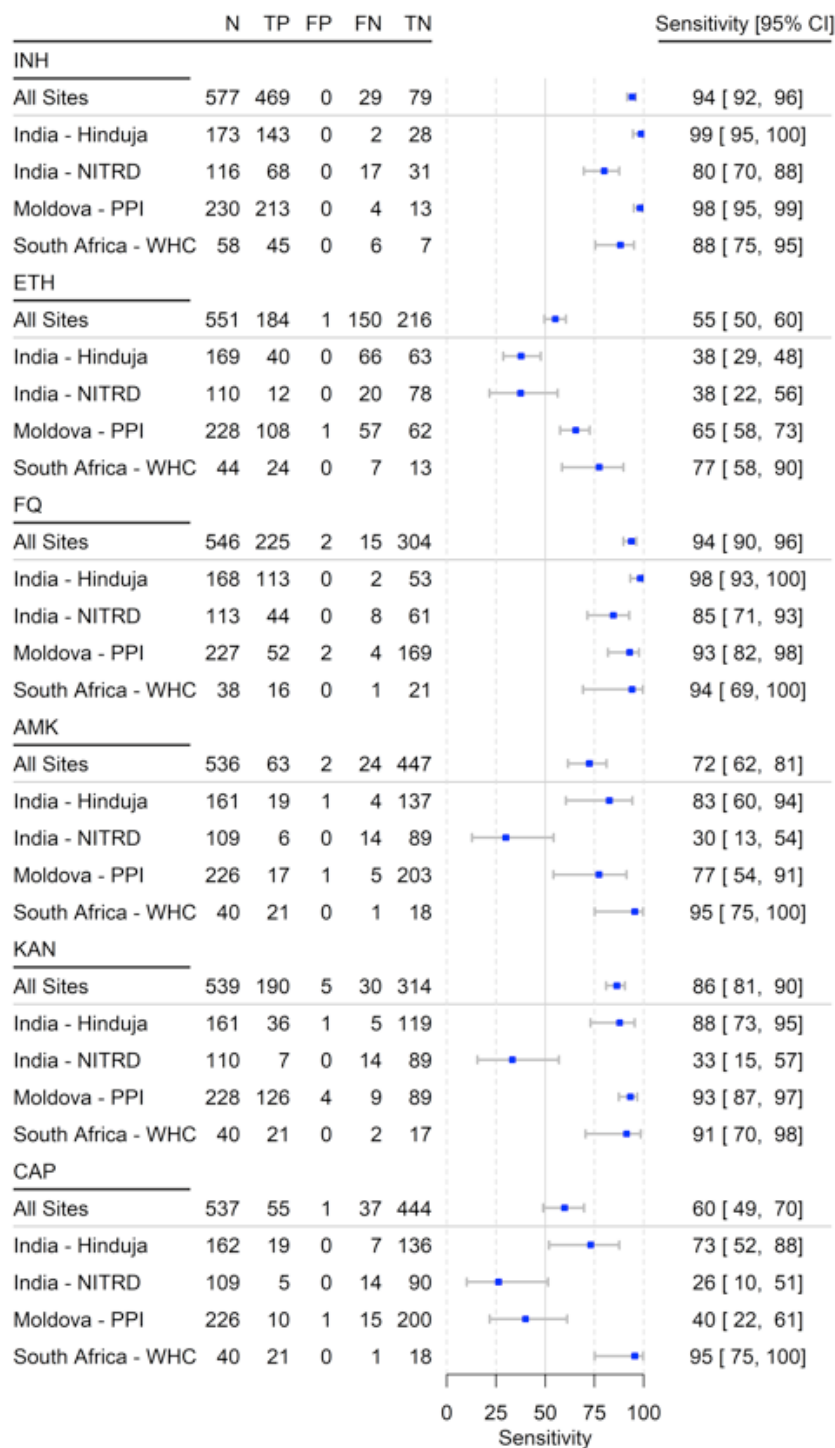 N TP FP FN TN Sensitivity [95% CI]
INH
All Sites 577 469 0 29 79 94 [ 92, 96]
India - Hinduja 173 143 0 2 28 99 [ 95, 100]
India - NITRD 116 68 0 17 31 80 [ 70, 88]
Moldova - PPI 230 213 0 4 13 98 [ 95, 99]
South Africa - WHC 58 45 0 6 7 88 [ 75, 95]
ETH
All Sites 551 184 1 150 216 55 [ 50, 60]
India - Hinduja 169 40 0 66 63 38 [ 29, 48]
India - NITRD 110 12 0 20 78 38 [ 22, 56]
Moldova - PPI 228 108 1 57 62 65 [ 58, 73]
South Africa - WHC 44 24 0 7 13 77 [ 58, 90]
FQ
All Sites 546 225 2 15 304 94 [ 90, 96]
India - Hinduja 168 113 0 2 53 98 [ 93, 100]
India - NITRD 113 44 0 8 61 85 [ 71, 93]
Moldova - PPI 227 52 2 4 169 93 [ 82, 98]
South Africa - WHC 38 16 0 1 21 94 [ 69, 100]
AMK
All Sites 536 63 2 24 447 72 [ 62, 81]
India - Hinduja 161 19 1 4 137 83 [ 60, 94]
India - NITRD 109 6 0 14 89 30 [ 13, 54]
Moldova - PPI 226 17 1 5 203 77 [ 54, 91]
South Africa - WHC 40 21 0 1 18 95 [ 75, 100]
KAN
All Sites 539 190 5 30 314 86 [ 81, 90]
India - Hinduja 161 36 1 5 119 88 [ 73, 95]
India - NITRD 110 7 0 14 89 33 [ 15, 57]
Moldova - PPI 228 126 4 9 89 93 [ 87, 97]
South Africa - WHC 40 21 0 2 17 91 [ 70, 98]
CAP
All Sites 537 55 1 37 444 60 [ 49, 70]
India - Hinduja 162 19 0 7 136 73 [ 52, 88]
India - NITRD 109 5 0 14 90 26 [ 10, 51]
Moldova - PPI 226 10 1 15 200 40 [ 22, 61]
South Africa - WHC 40 21 0 1 18 95 [ 75, 100]
0 25 50 75 100
Sensitivity